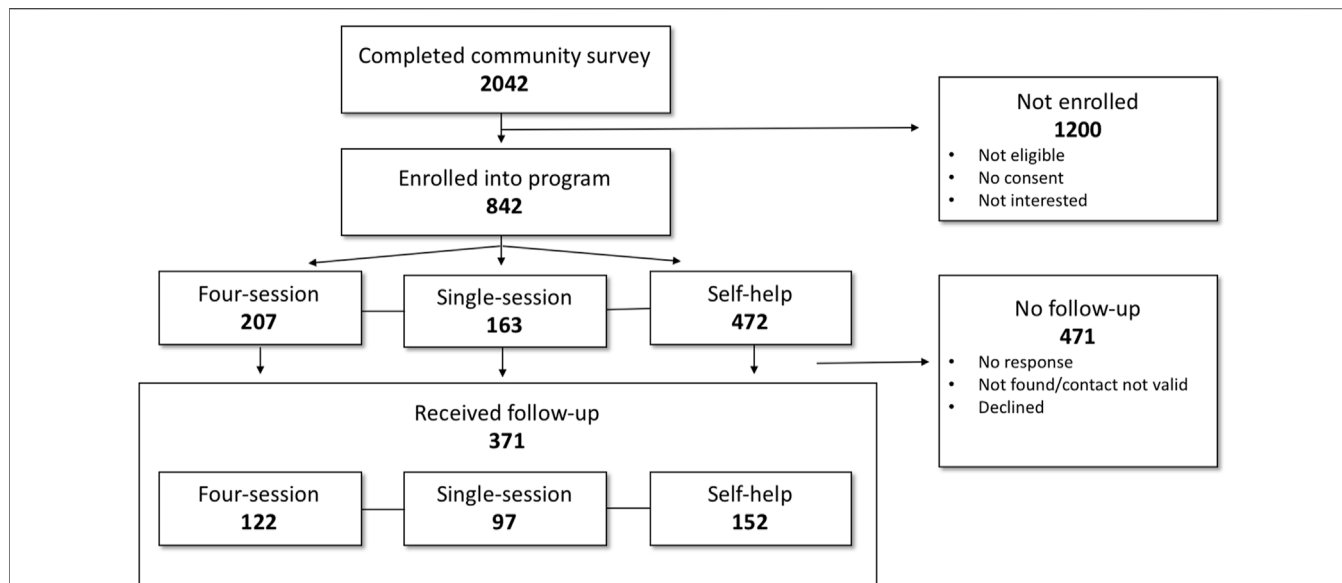 Completed community survey
2042
Not enrolled
1200
• Not eligible
• No consent
• Not interested
Enrolled into program
842
Four-session
207
Single-session
163
Self-help
472
No follow-up
471
• No response
• Not found/contact not valid
• Declined
Received follow-up
371
Four-session
122
Single-session
97
Self-help
152